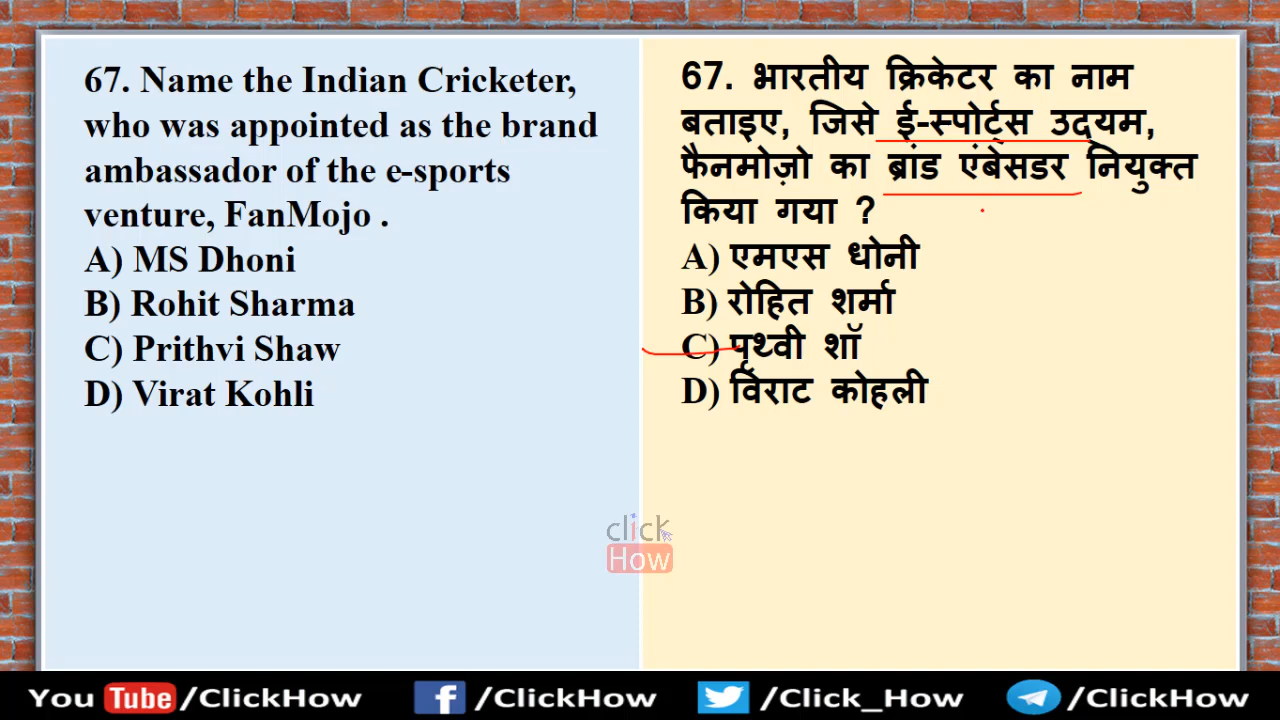 67. Name the Indian Cricketer,
who was appointed as the brand
ambassador of the e-sports
venture, FanMojo .
A) MS Dhoni
B) Rohit Sharma
C) Prithvi Shaw
D) Virat Kohli
67. भारतीय क्रिकेटर का नाम
बताइए, जिसे ई-स्पोर्ट्स उद्यम,
फैनमोज़ो का ब्रांड एंबेसडर नियुक्त
किया गया ?
A) एमएस धोनी
B) रोहित शर्मा
C) पृथ्वी शॉ
D) विराट कोहली
click
How
You Tube/ClickHow
f /ClickHow
/Click_How
/ClickHow